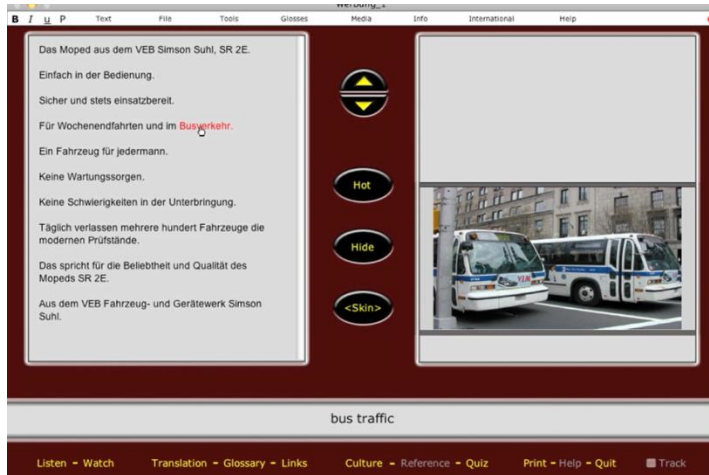 Werbung_1
B I u P Text File Tools Glosses Media Info International Help
Das Moped aus dem VEB Simson Suhl, SR 2E.
Einfach in der Bedienung.
Sicher und stets einsatzbereit.
Für Wochenendfahrten und im Busverkehr.
Ein Fahrzeug für jedermann.
Keine Wartungssorgen.
Keine Schwierigkeiten in der Unterbringung.
Täglich verlassen mehrere hundert Fahrzeuge die
modernen Prüfstände.
Das spricht für die Beliebtheit und Qualität des
Mopeds SR 2E.
Aus dem VEB Fahrzeug- und Gerätewerk Simson
Suhl.
Hot
Hide
<Skin>
bus traffic
Listen - Watch Translation - Glossary - Links Culture - Reference - Quiz Print - Help - Quit Track